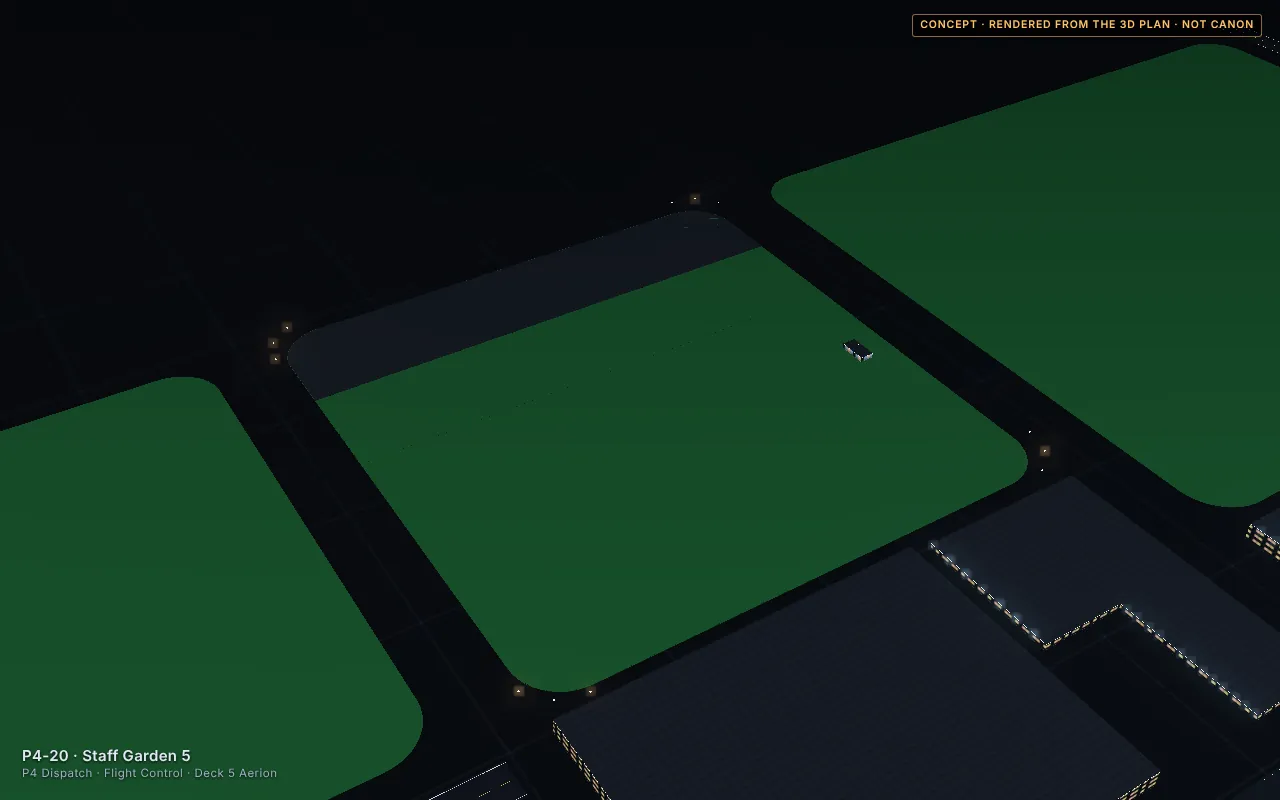 CONCEPT · RENDERED FROM THE 3D PLAN · NOT CANON
P4-20 · Staff Garden 5
P4 Dispatch · Flight Control · Deck 5 Aerion